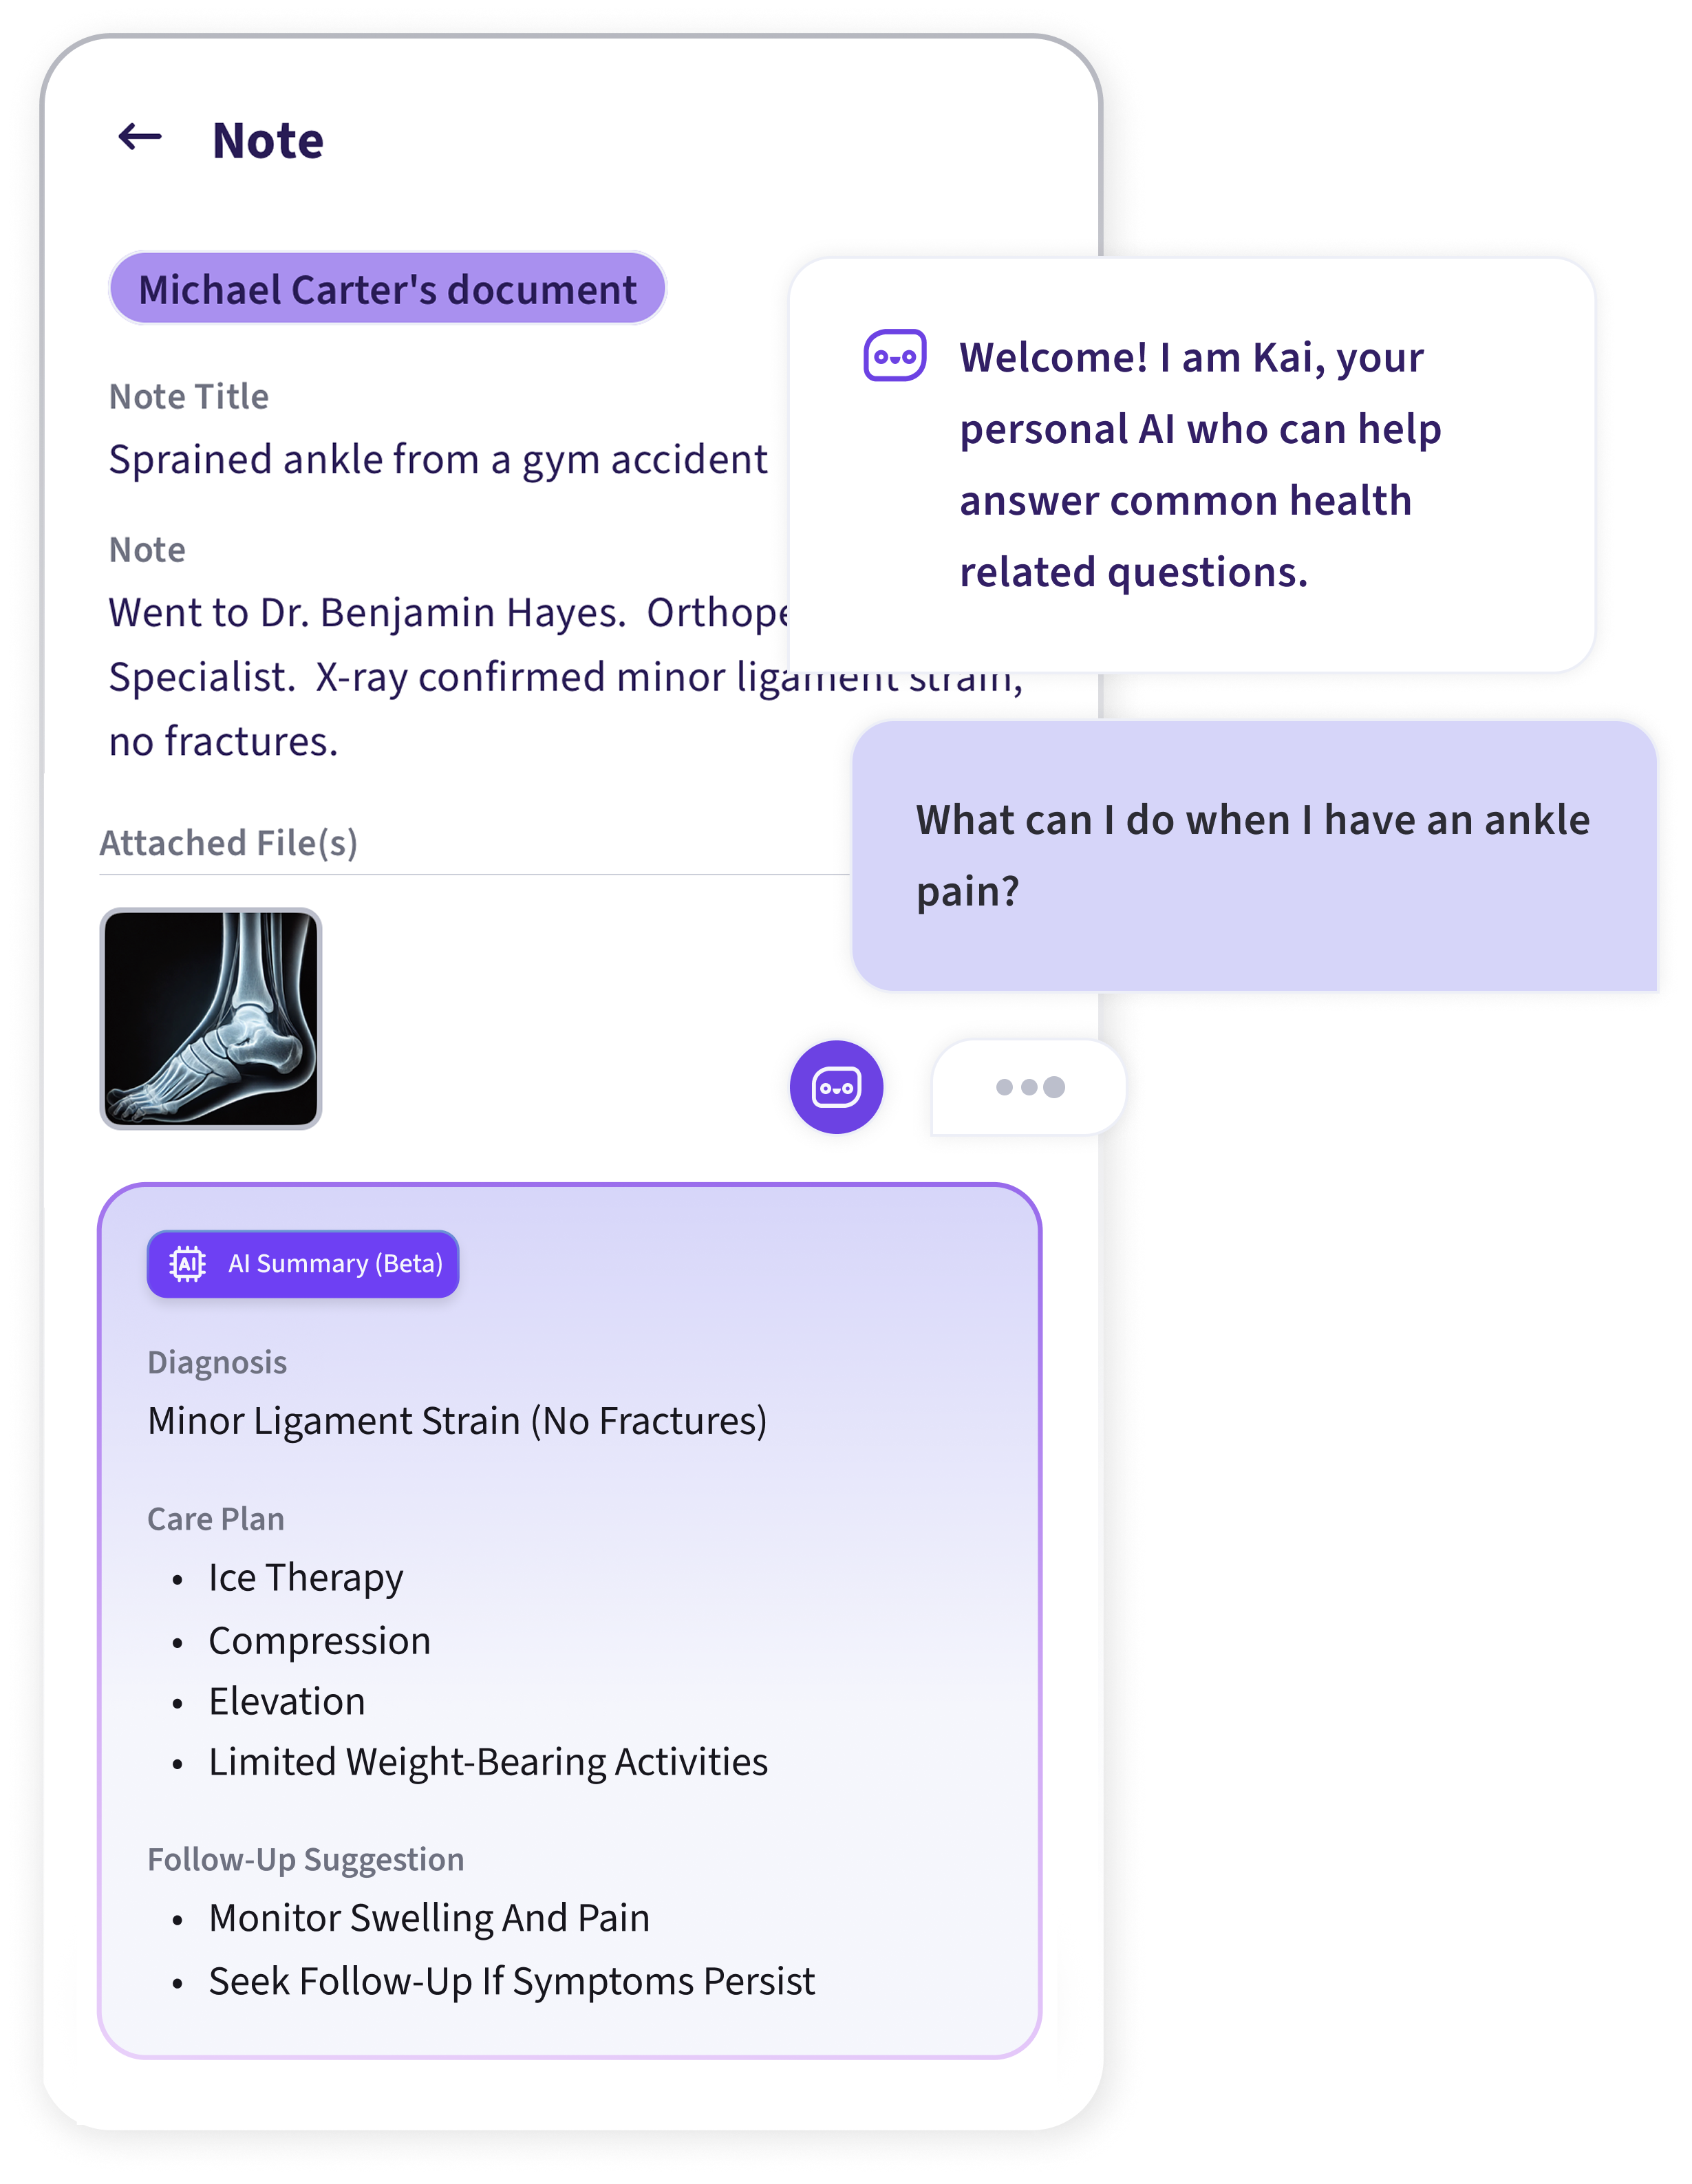 Note
Michael Carter's document
Note Title
Sprained ankle from a gym accident
Note
Went to Dr. Benjamin Hayes. Orthope
Specialist. X-ray confirmed minor ligament strain,
no fractures.
Attached File(s)
Welcome! I am Kai, your
personal AI who can help
answer common health
related questions.
What can I do when I have an ankle
pain?
AI AI Summary (Beta)
Diagnosis
Minor Ligament Strain (No Fractures)
Care Plan
• Ice Therapy
• Compression
• Elevation
• Limited Weight-Bearing Activities
Follow-Up Suggestion
• Monitor Swelling And Pain
• Seek Follow-Up If Symptoms Persist